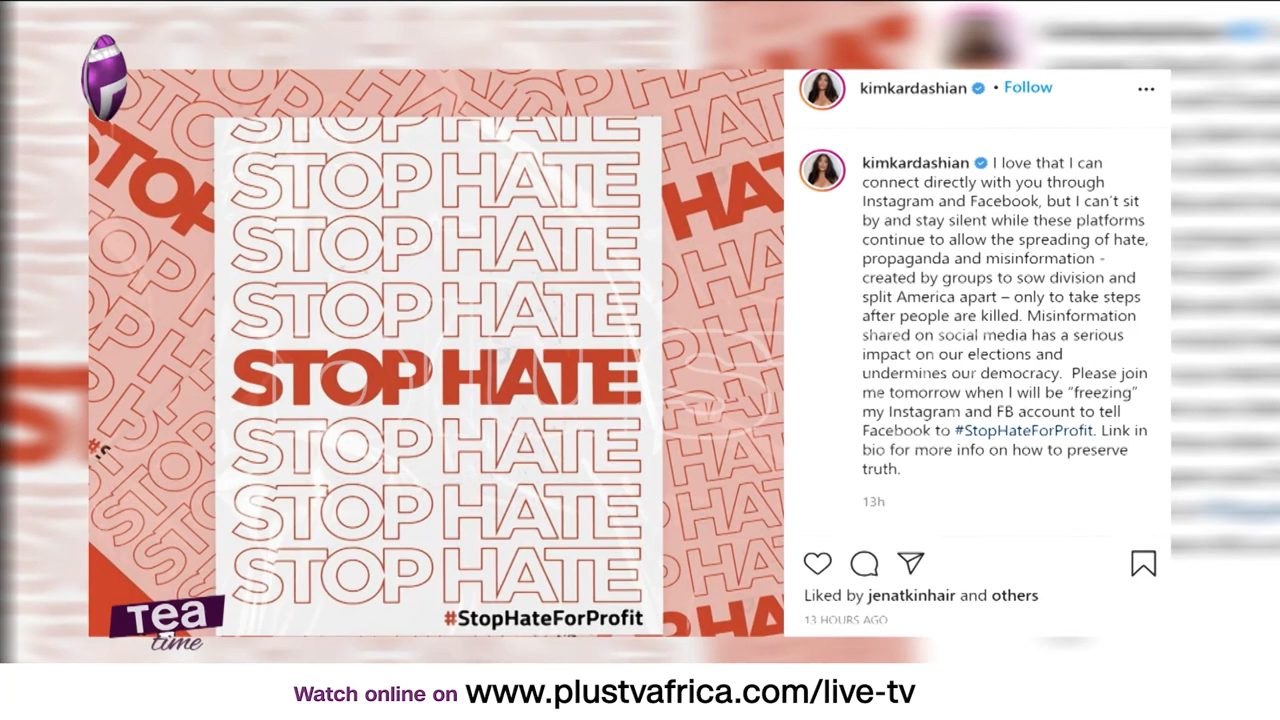 STOP HATE
STOP HATE
STOP HATE
STOP HATE
STOP HATE
STOP HATE
STOP HATE
STOP HATE
#StopHateForProfit
STOP
HAT
kimkardashian • Follow
kimkardashian I love that I can
connect directly with you through
Instagram and Facebook, but I can't sit
by and stay silent while these platforms
continue to allow the spreading of hate,
propaganda and misinformation -
created by groups to sow division and
split America apart – only to take steps
after people are killed. Misinformation
shared on social media has a serious
impact on our elections and
undermines our democracy. Please join
me tomorrow when I will be “freezing”
my Instagram and FB account to tell
Facebook to #StopHateForProfit. Link in
bio for more info on how to preserve
truth.
13h
Liked by jenatkinhair and others
13 HOURS AGO
Tea
time
Watch online on www.plustvafrica.com/live-tv